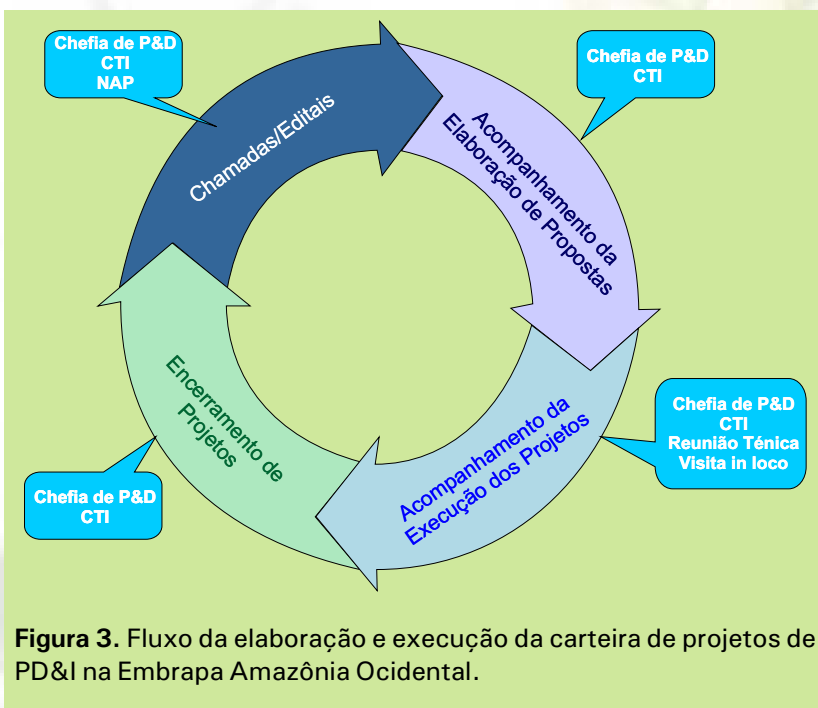 Chefia de P&D
CTI
NAP
Chamadas/Editais
Chefia de P&D
CTI
Acompanhamento da
Elaboração de Propostas
Chefia de P&D
CTI
Reunião Ténica
Visita in loco
Acompanhamento da
Execução dos Projetos
Chefia de P&D
CTI
Encerramento de
Projetos
Figura 3. Fluxo da elaboração e execução da carteira de projetos de
PD&I na Embrapa Amazônia Ocidental.